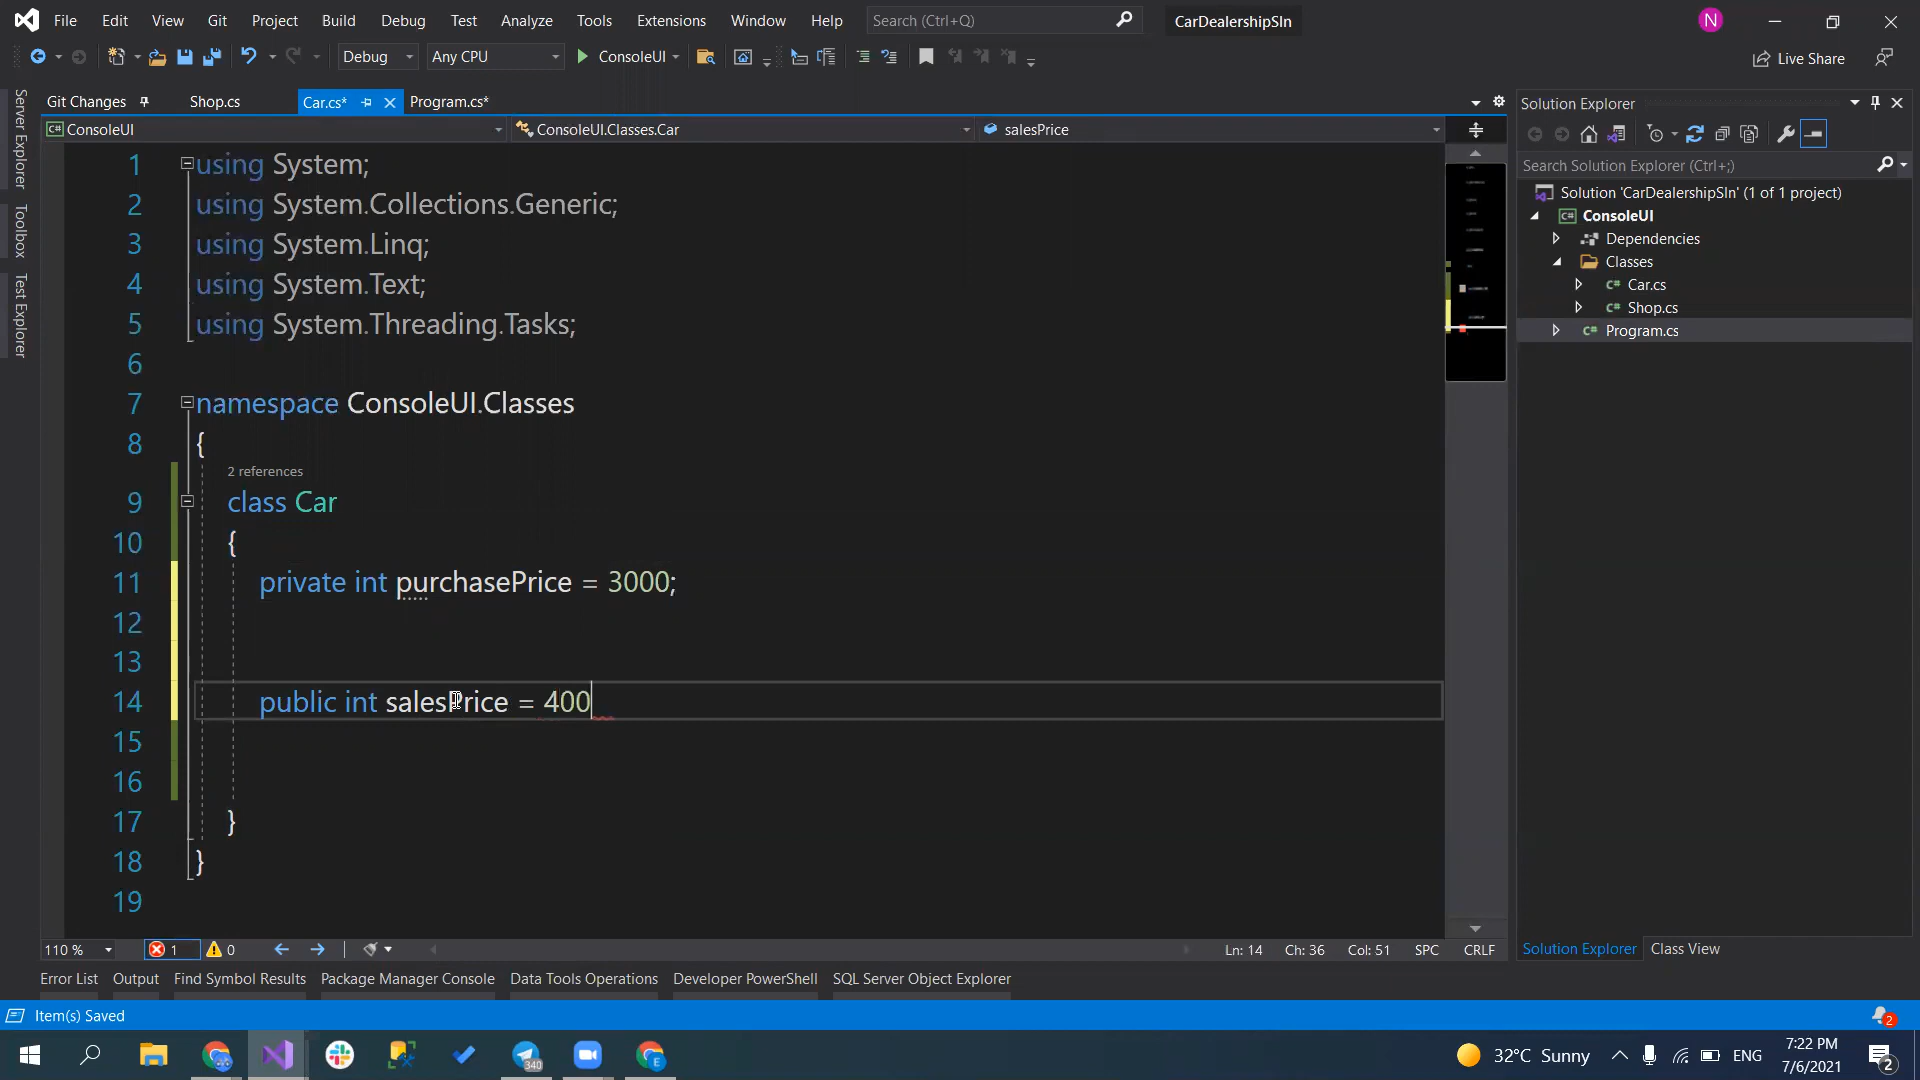 File Edit View Git Project Build Debug Test Analyze Tools Extensions Window Help Search (Ctrl+Q) CarDealershipSln N
Debug Any CPU ConsoleUI Live Share
Git Changes Shop.cs Car.cs* Program.cs*
ConsoleUI ConsoleUI.Classes.Car salesPrice
Server Explorer
Toolbox
Test Explorer
1 using System;
2 using System.Collections.Generic;
3 using System.Linq;
4 using System.Text;
5 using System.Threading.Tasks;
6
7 namespace ConsoleUI.Classes
8 {
2 references
9 class Car
10 {
11 private int purchasePrice = 3000;
12
13
14 public int salesPrice = 400
15
16
17 }
18 }
19
Solution Explorer
Search Solution Explorer (Ctrl+;)
Solution 'CarDealershipSln' (1 of 1 project)
ConsoleUI
Dependencies
Classes
Car.cs
Shop.cs
Program.cs
110 % 1 0 Ln: 14 Ch: 36 Col: 51 SPC CRLF
Solution Explorer Class View
Error List Output Find Symbol Results Package Manager Console Data Tools Operations Developer PowerShell SQL Server Object Explorer
Item(s) Saved 2
340 E 32°C Sunny ENG 7:22 PM
7/6/2021 2